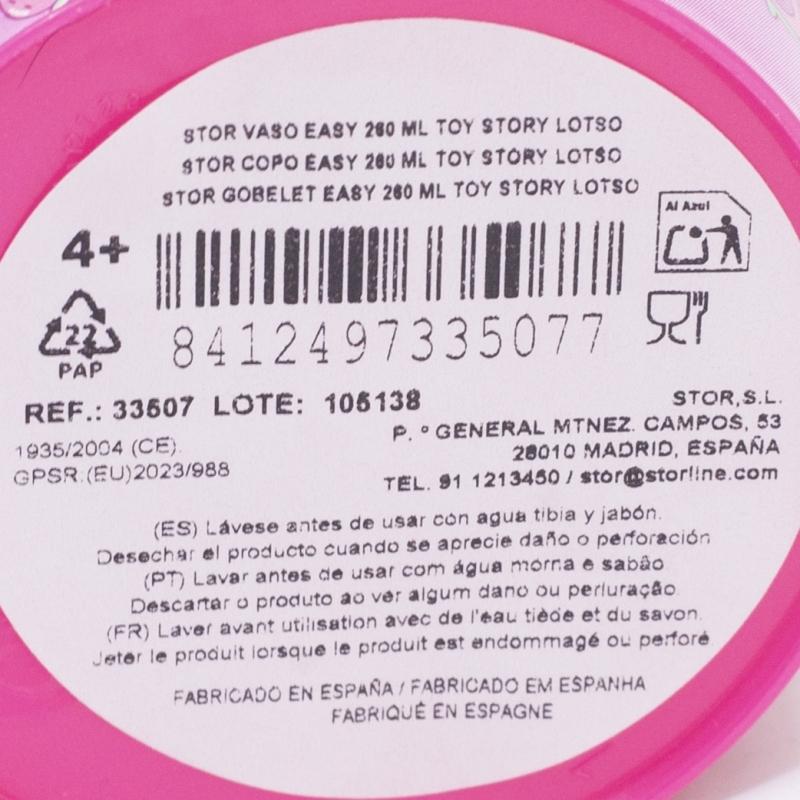 STOR VASO EASY 260 ML TOY STORY LOTSO
STOR COPO EASY 260 ML TOY STORY LOTSO
STOR GOBELET EASY 260 ML TOY STORY LOTSO
4+
Al Azul
22
PAP
8412497335077
REF.: 33507 LOTE: 105138
1935/2004 (CE).
GPSR.(EU)2023/988
STOR,S.L.
P. º GENERAL MTNEZ. CAMPOS, 53
28010 MADRID, ESPAÑA
TEL. 91 1213450 / stor@storline.com
(ES) Lávese antes de usar con agua tibia y jabón.
Desechar el producto cuando se aprecie daño o perforación
(PT) Lavar antes de usar com água morna e sabão
Descartar o produto ao ver algum dano ou perfuração.
(FR) Laver avant utilisation avec de l'eau tiède et du savon.
Jeter le produit lorsque le produit est endommagé ou perforé
FABRICADO EN ESPAÑA / FABRICADO EM ESPANHA
FABRIQUÉ EN ESPAGNE